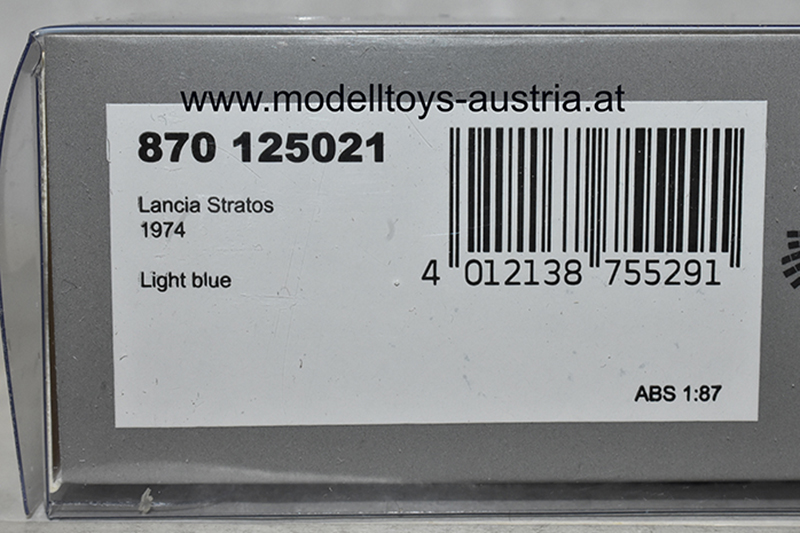 www.modelltoys-austria.at
870 125021
Lancia Stratos
1974
Light blue
4 012138 755291
ABS 1:87